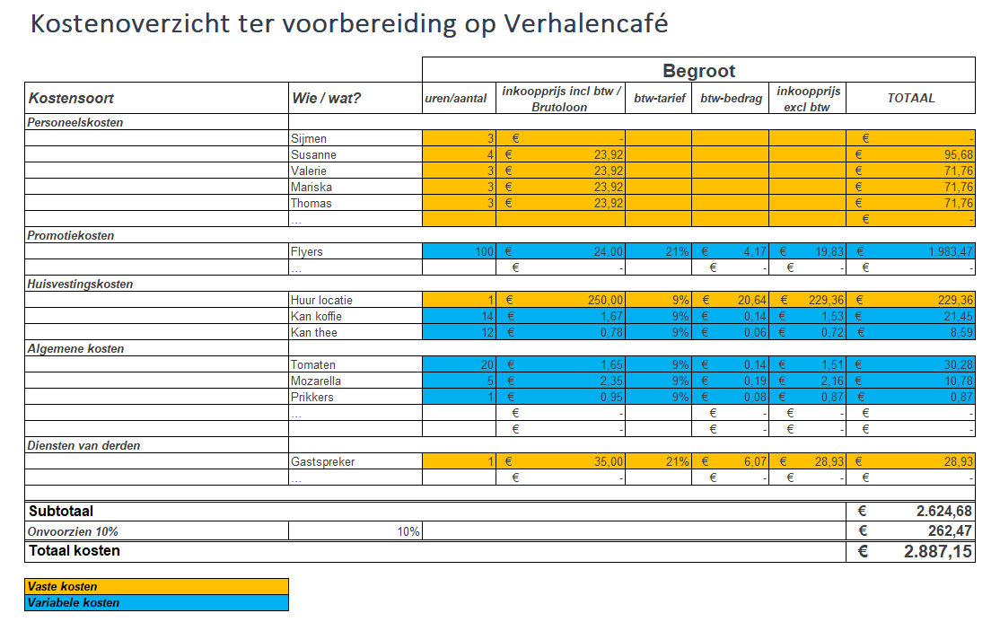 Kostenoverzicht ter voorbereiding op Verhalencafé
Begroot
Kostensoort Wie / wat? uren/aantal inkoopprijs incl btw / Brutoloon btw-tarief btw-bedrag inkoopprijs excl btw TOTAAL
Personeelskosten
Sijmen 3 € - € -
Susanne 4 € 23,92 € 95,68
Valerie 3 € 23,92 € 71,76
Mariska 3 € 23,92 € 71,76
Thomas 3 € 23,92 € 71,76
... € -
Promotiekosten
Flyers 100 € 24,00 21% € 4,17 € 19,83 € 1.983,47
... € - € - € - € -
Huisvestingskosten
Huur locatie 1 € 250,00 9% € 20,64 € 229,36 € 229,36
Kan koffie 14 € 1,67 9% € 0,14 € 1,53 € 21,45
Kan thee 12 € 0,78 9% € 0,06 € 0,72 € 8,59
Algemene kosten
Tomaten 20 € 1,65 9% € 0,14 € 1,51 € 30,28
Mozarella 5 € 2,35 9% € 0,19 € 2,16 € 10,78
Prikkers 1 € 0,95 9% € 0,08 € 0,87 € 0,87
... € - € - € - € -
€ - € - € - € -
Diensten van derden
Gastspreker 1 € 35,00 21% € 6,07 € 28,93 € 28,93
... € - € - € - € -
Subtotaal € 2.624,68
Onvoorzien 10% 10% € 262,47
Totaal kosten € 2.887,15
Vaste kosten
Variabele kosten